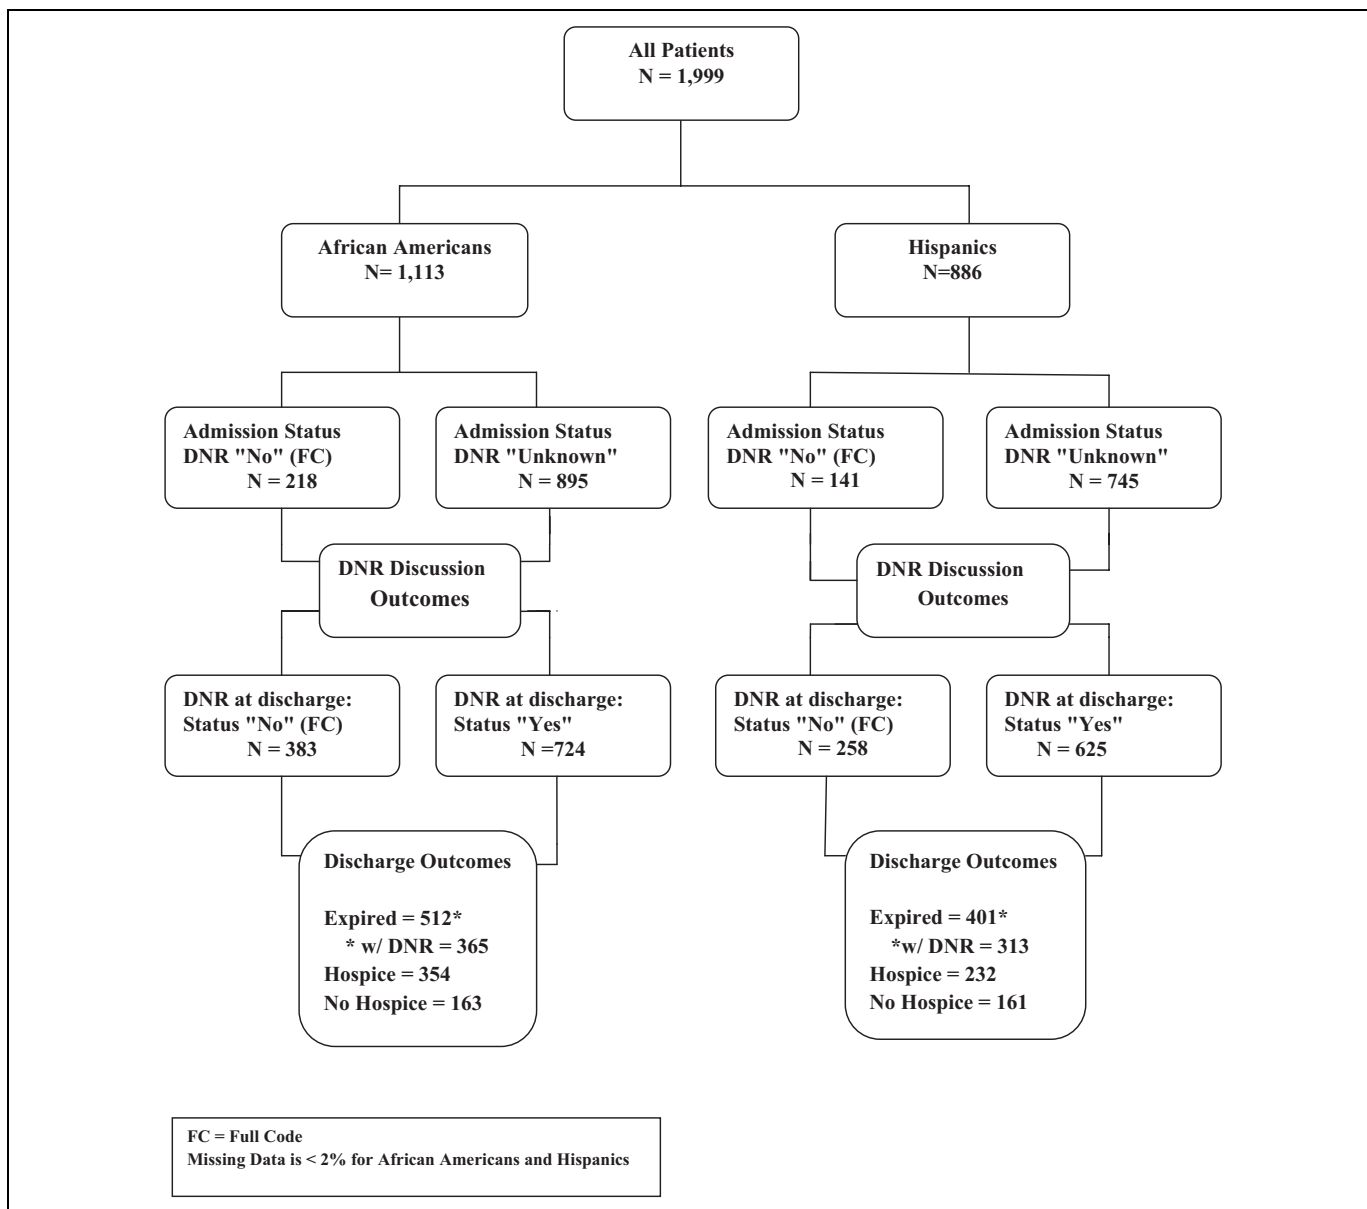 All Patients
N = 1,999
African Americans
N= 1,113
Hispanics
N=886
Admission Status
DNR "No" (FC)
N = 218
Admission Status
DNR "Unknown"
N = 895
Admission Status
DNR "No" (FC)
N = 141
Admission Status
DNR "Unknown"
N = 745
DNR Discussion
Outcomes
DNR Discussion
Outcomes
DNR at discharge:
Status "No" (FC)
N = 383
DNR at discharge:
Status "Yes"
N =724
DNR at discharge:
Status "No" (FC)
N = 258
DNR at discharge:
Status "Yes"
N = 625
Discharge Outcomes
Expired = 512*
* w/ DNR = 365
Hospice = 354
No Hospice = 163
Discharge Outcomes
Expired = 401*
*w/ DNR = 313
Hospice = 232
No Hospice = 161
FC = Full Code
Missing Data is < 2% for African Americans and Hispanics